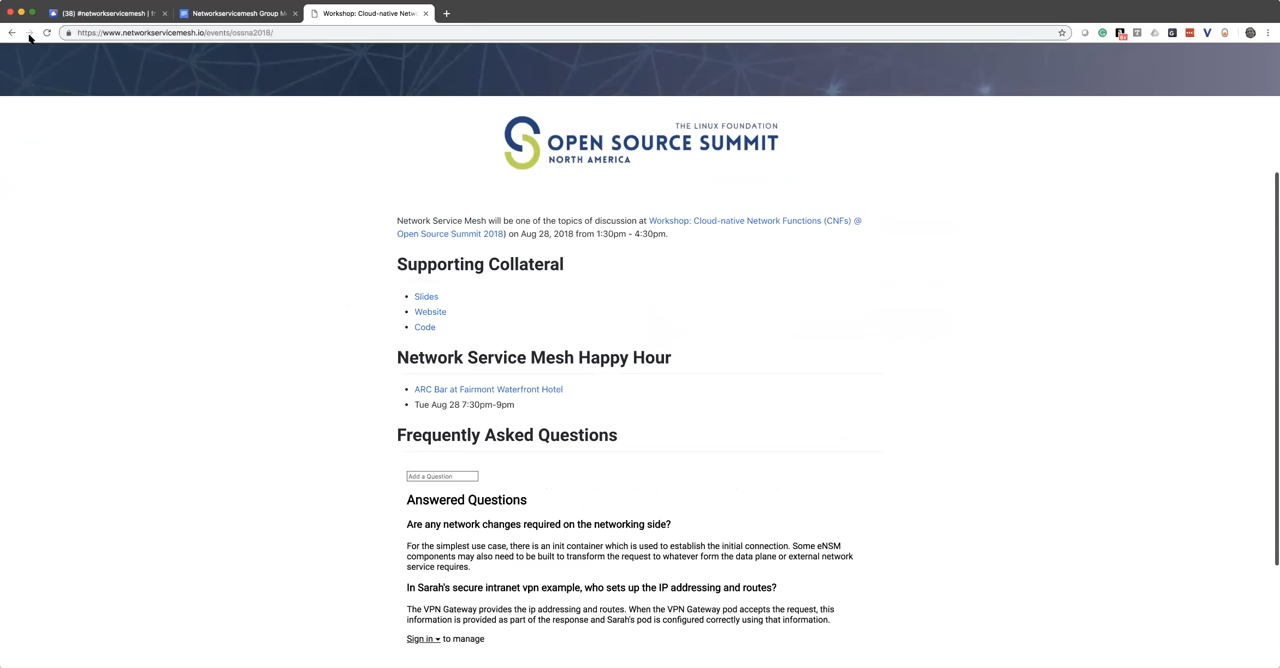 (38) #networkservicemesh | fr
Networkservicemesh Group M
Workshop: Cloud-native Netw
https://www.networkservicemesh.io/events/ossna2018/
THE LINUX FOUNDATION
OPEN SOURCE SUMMIT
NORTH AMERICA
Network Service Mesh will be one of the topics of discussion at Workshop: Cloud-native Network Functions (CNFs) @
Open Source Summit 2018) on Aug 28, 2018 from 1:30pm - 4:30pm.
Supporting Collateral
• Slides
• Website
• Code
Network Service Mesh Happy Hour
• ARC Bar at Fairmont Waterfront Hotel
• Tue Aug 28 7:30pm-9pm
Frequently Asked Questions
Add a Question
Answered Questions
Are any network changes required on the networking side?
For the simplest use case, there is an init container which is used to establish the initial connection. Some eNSM
components may also need to be built to transform the request to whatever form the data plane or external network
service requires.
In Sarah's secure intranet vpn example, who sets up the IP addressing and routes?
The VPN Gateway provides the ip addressing and routes. When the VPN Gateway pod accepts the request, this
information is provided as part of the response and Sarah's pod is configured correctly using that information.
Sign in to manage